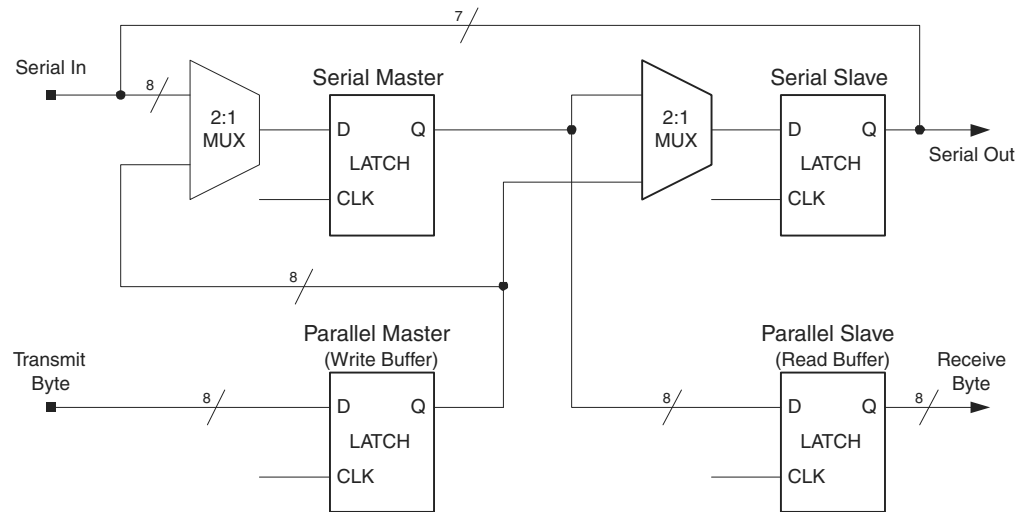 7
Serial In
8
2:1
MUX
Serial Master
D
Q
LATCH
CLK
2:1
MUX
Serial Slave
D
Q
LATCH
CLK
Serial Out
8
Transmit
Byte
8
Parallel Master
(Write Buffer)
D
Q
LATCH
CLK
8
Parallel Slave
(Read Buffer)
D
Q
LATCH
CLK
8
Receive
Byte